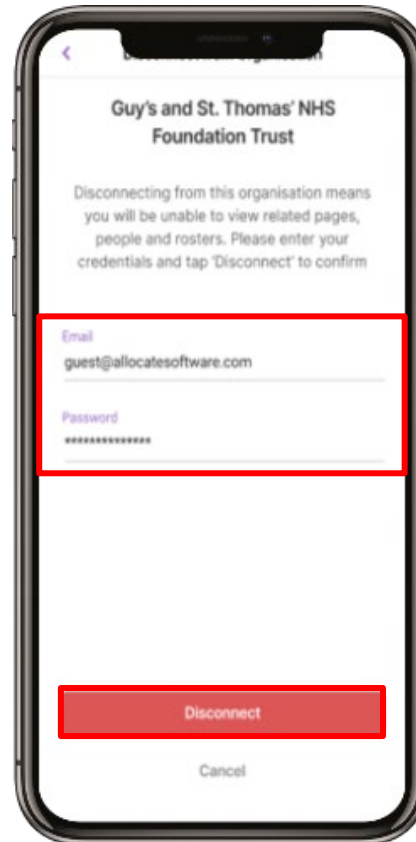 Guy's and St. Thomas' NHS
Foundation Trust
Disconnecting from this organisation means
you will be unable to view related pages,
people and rosters. Please enter your
credentials and tap 'Disconnect' to confirm
Email
guest@allocatesoftware.com
Password
**************
Disconnect
Cancel